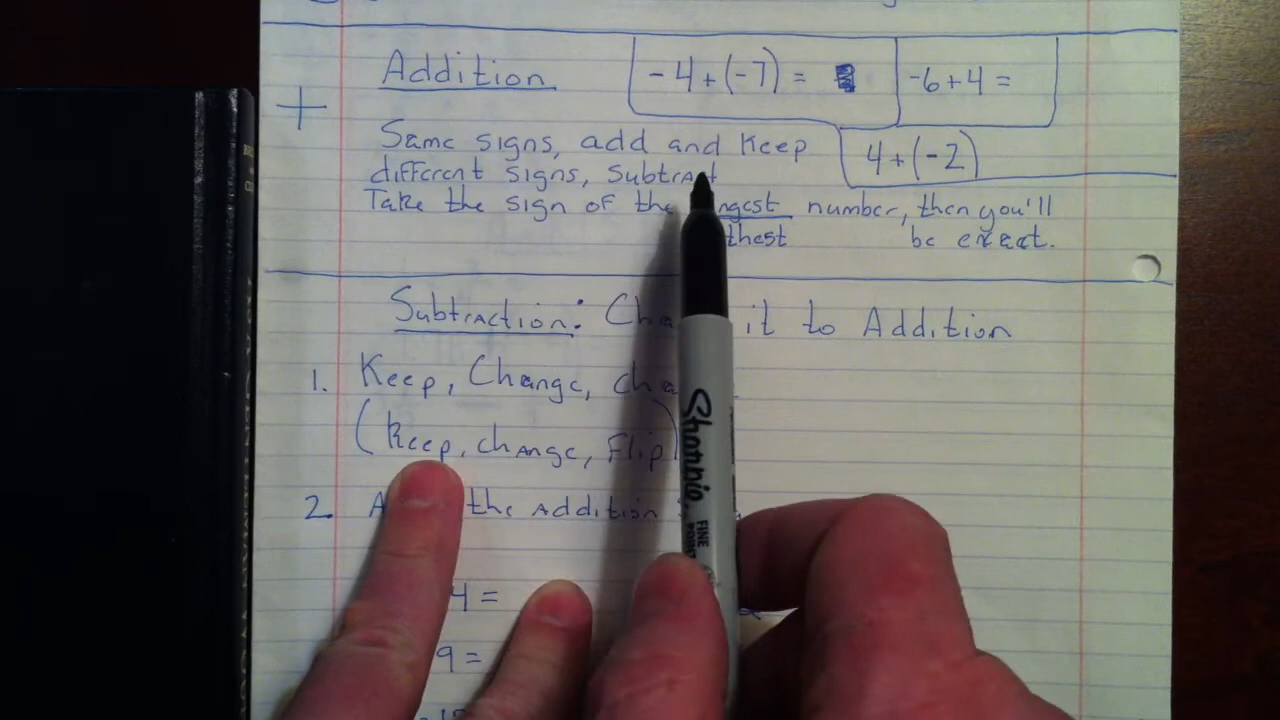 Addition
-4+(-7) =
-6+4 =
+
Same signs, add and keep
4+(-2)
different signs, subtract
Take the sign of the number, then you'll
be exact.
Subtraction: it to Addition
1. Keep, Change,
(Keep, change, Flip)
2. the addition
4 =
9 =
Sharpie
FINE
POINT